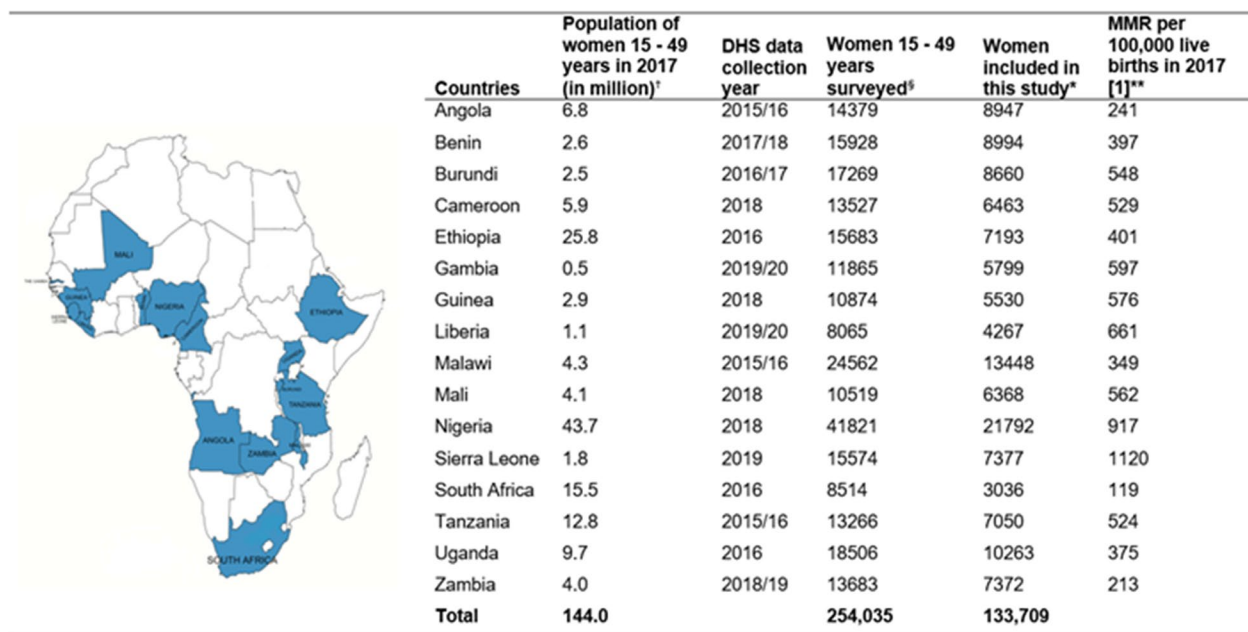 Countries Population of women 15 - 49 years in 2017 (in million)† DHS data collection year Women 15 - 49 years surveyed§ Women included in this study* MMR per 100,000 live births in 2017 [1]**
Angola 6.8 2015/16 14379 8947 241
Benin 2.6 2017/18 15928 8994 397
Burundi 2.5 2016/17 17269 8660 548
Cameroon 5.9 2018 13527 6463 529
Ethiopia 25.8 2016 15683 7193 401
Gambia 0.5 2019/20 11865 5799 597
Guinea 2.9 2018 10874 5530 576
Liberia 1.1 2019/20 8065 4267 661
Malawi 4.3 2015/16 24562 13448 349
Mali 4.1 2018 10519 6368 562
Nigeria 43.7 2018 41821 21792 917
Sierra Leone 1.8 2019 15574 7377 1120
South Africa 15.5 2016 8514 3036 119
Tanzania 12.8 2015/16 13266 7050 524
Uganda 9.7 2016 18506 10263 375
Zambia 4.0 2018/19 13683 7372 213
Total 144.0 254,035 133,709
MALI
THE GAMBIA
GUINEA
NIGERIA
SIERRA LEONE
ETHIOPIA
TANZANIA
ANGOLA
ZAMBIA
SOUTH AFRICA